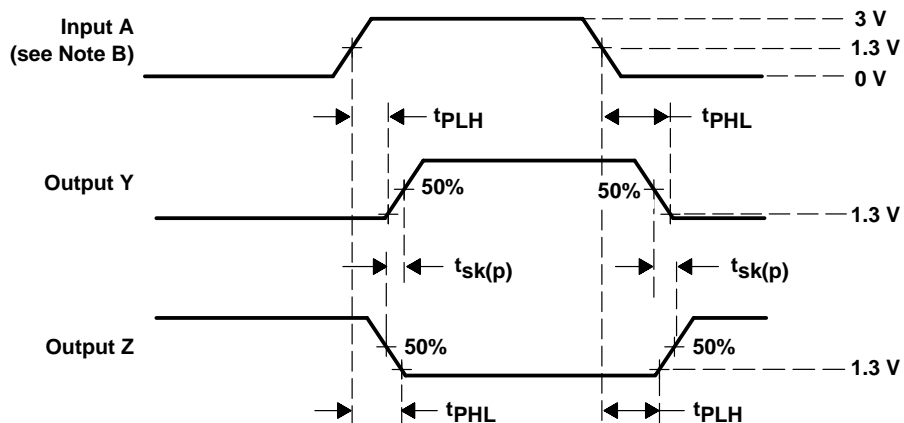 Input A
(see Note B)
3 V
1.3 V
0 V
tPLH
tPHL
Output Y
50%
50%
1.3 V
tsk(p)
tsk(p)
Output Z
50%
50%
1.3 V
tPHL
tPLH